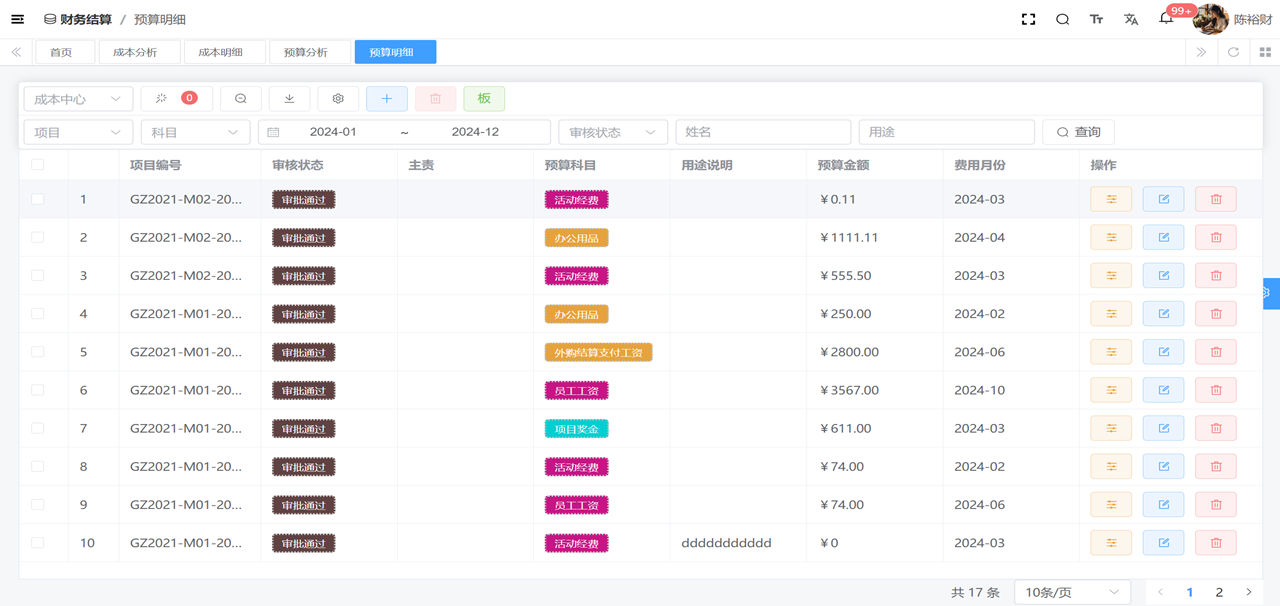 财务结算 / 预算明细 99+ 陈裕财
首页 成本分析 成本明细 预算分析 预算明细
成本中心 0 板
项目 科目 2024-01 ~ 2024-12 审核状态 姓名 用途 查询
项目编号 审核状态 主责 预算科目 用途说明 预算金额 费用月份 操作
1 GZ2021-M02-20... 审批通过 活动经费 ¥0.11 2024-03
2 GZ2021-M02-20... 审批通过 办公用品 ¥1111.11 2024-04
3 GZ2021-M02-20... 审批通过 活动经费 ¥555.50 2024-03
4 GZ2021-M01-20... 审批通过 办公用品 ¥250.00 2024-02
5 GZ2021-M01-20... 审批通过 外购结算支付工资 ¥2800.00 2024-06
6 GZ2021-M01-20... 审批通过 员工工资 ¥3567.00 2024-10
7 GZ2021-M01-20... 审批通过 项目奖金 ¥611.00 2024-03
8 GZ2021-M01-20... 审批通过 活动经费 ¥74.00 2024-02
9 GZ2021-M01-20... 审批通过 员工工资 ¥74.00 2024-06
10 GZ2021-M01-20... 审批通过 活动经费 ddddddddddd ¥0 2024-03
共 17 条 10条/页 1 2